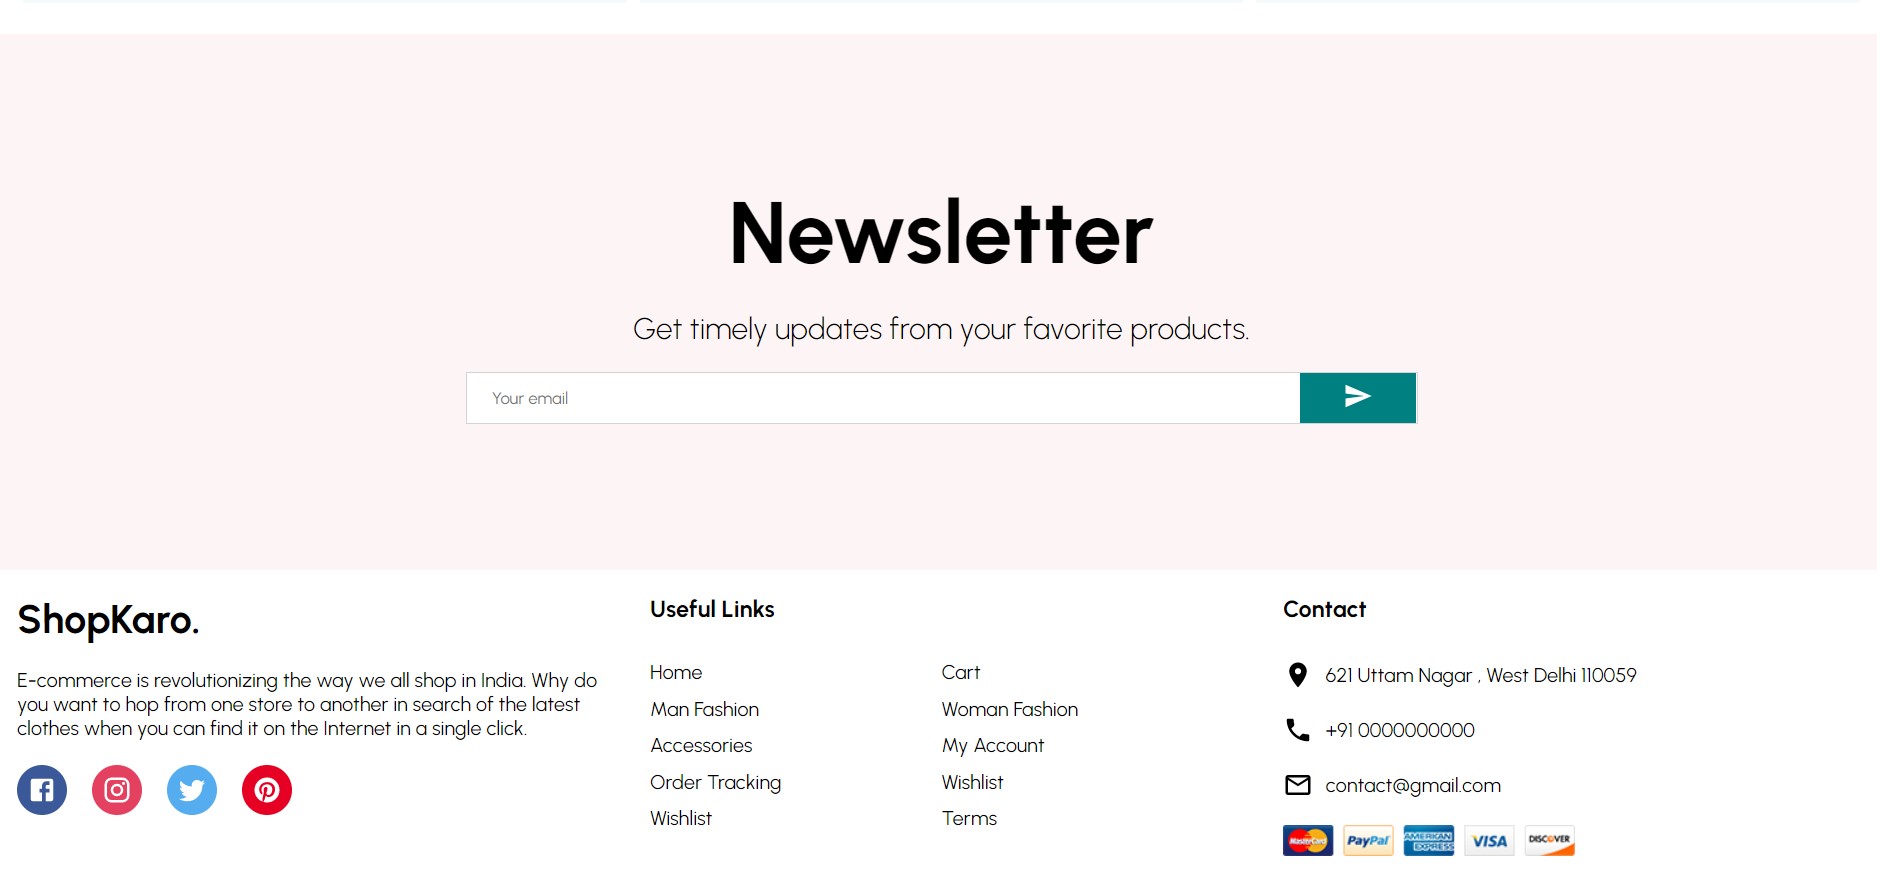 Newsletter
Get timely updates from your favorite products.
Your email
ShopKaro.
E-commerce is revolutionizing the way we all shop in India. Why do
you want to hop from one store to another in search of the latest
clothes when you can find it on the Internet in a single click.
Useful Links
Home
Man Fashion
Accessories
Order Tracking
Wishlist
Cart
Woman Fashion
My Account
Wishlist
Terms
Contact
621 Uttam Nagar , West Delhi 110059
+91 0000000000
contact@gmail.com
MasterCard PayPal AMERICAN EXPRESS VISA DISCOVER